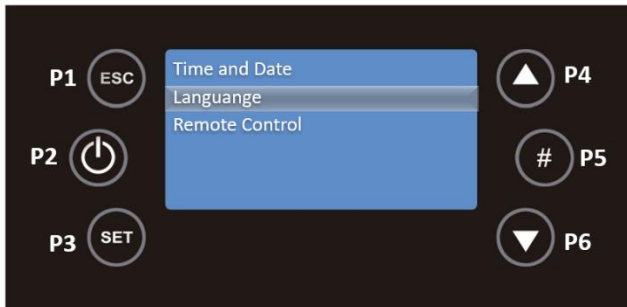 P1 ESC Time and Date P4
Languange
P2 Remote Control # P5
P3 SET P6